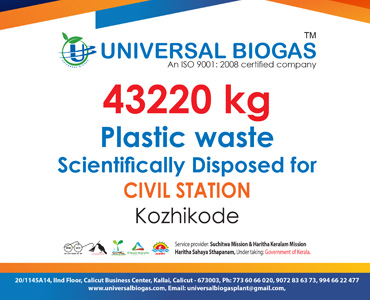 TM
UNIVERSAL BIOGAS
An ISO 9001: 2008 certified company
43220 kg
Plastic waste
Scientifically Disposed for
CIVIL STATION
Kozhikode
Service provider: Suchitwa Mission & Haritha Keralam Mission
Haritha Sahaya Sthapanam, Under taking: Government of Kerala.
20/114SA14, IInd Floor, Calicut Business Center, Kallai, Calicut - 673003, Ph: 773 60 66 020, 9072 83 63 73, 994 66 22 477
www.universalbiogas.com, Email: universalbiogasplant@gmail.com,